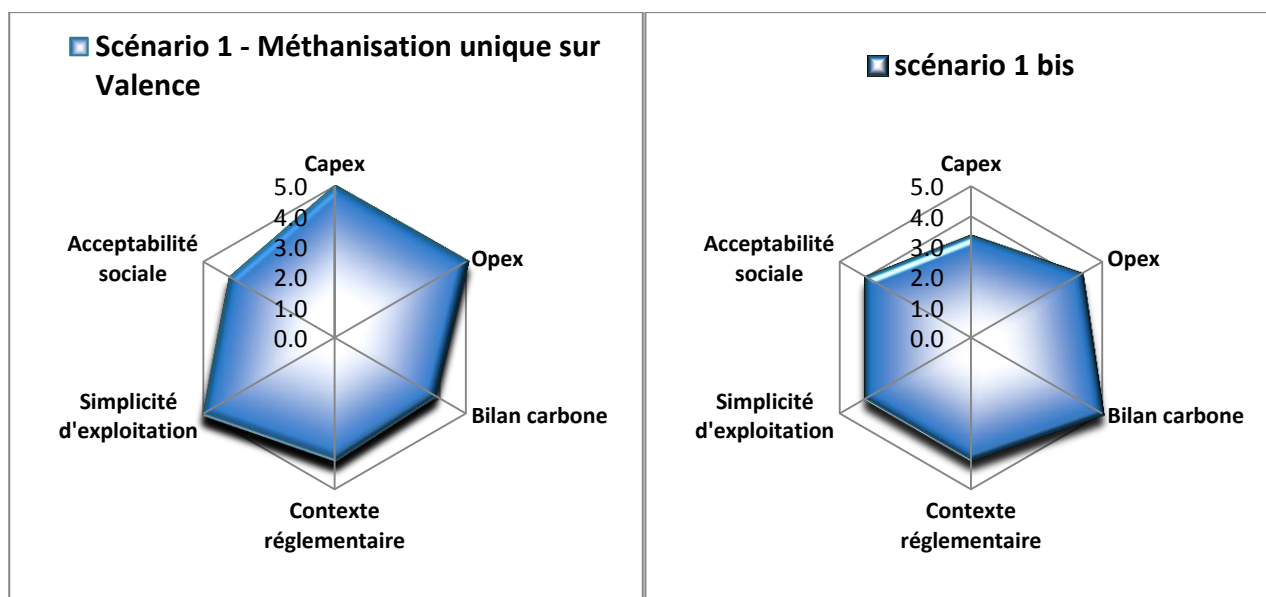 Scénario 1 - Méthanisation unique sur
Valence
Capex
5.0
4.0
3.0
2.0
1.0
0.0
Acceptabilité
sociale
Opex
Simplicité
d'exploitation
Bilan carbone
Contexte
réglementaire
scénario 1 bis
Capex
5.0
4.0
3.0
2.0
1.0
0.0
Acceptabilité
sociale
Opex
Simplicité
d'exploitation
Bilan carbone
Contexte
réglementaire